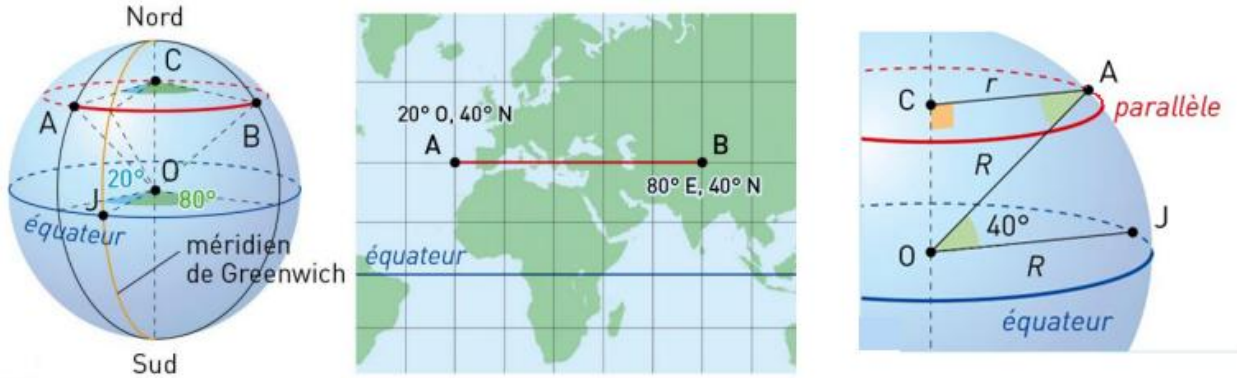 Nord
C
A
B
O
20°
80°
J
équateur
méridien
de Greenwich
Sud
20° O, 40° N
A
B
80° E, 40° N
équateur
A
r
C
parallèle
R
J
40°
O
R
équateur